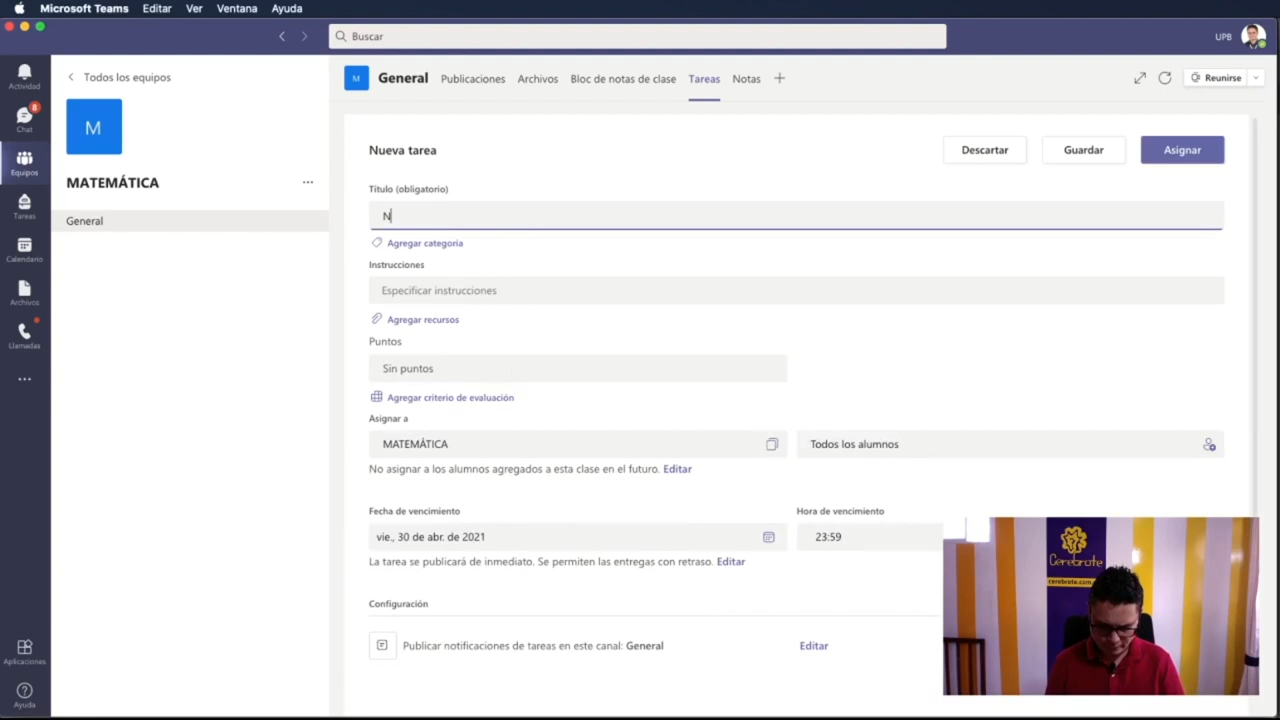 Microsoft Teams Editar Ver Ventana Ayuda
Buscar
UPB
Actividad
Chat
8
Equipos
Tareas
Calendario
Archivos
Llamadas
Aplicaciones
Ayuda
Todos los equipos
M
MATEMÁTICA
General
M General Publicaciones Archivos Bloc de notas de clase Tareas Notas
Reunirse
Nueva tarea
Descartar Guardar Asignar
Título (obligatorio)
N
Agregar categoría
Instrucciones
Especificar instrucciones
Agregar recursos
Puntos
Sin puntos
Agregar criterio de evaluación
Asignar a
MATEMÁTICA Todos los alumnos
No asignar a los alumnos agregados a esta clase en el futuro. Editar
Fecha de vencimiento Hora de vencimiento
vie., 30 de abr. de 2021 23:59
La tarea se publicará de inmediato. Se permiten las entregas con retraso. Editar
Configuración
Publicar notificaciones de tareas en este canal: General Editar
Cerebrote
cerebrote.com